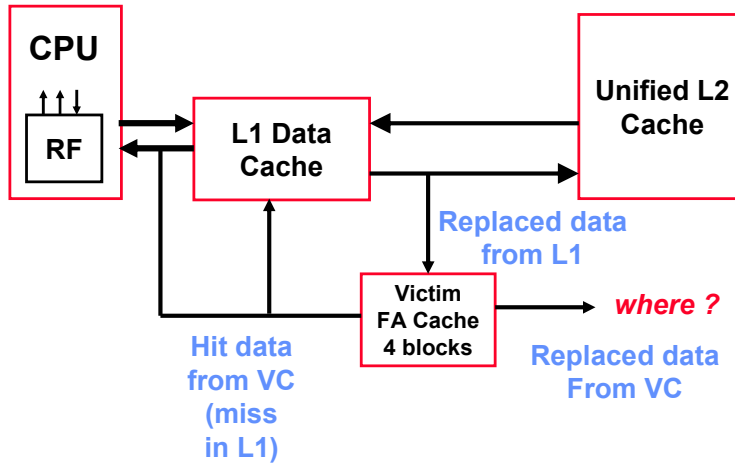 CPU
RF
L1 Data
Cache
Unified L2
Cache
Replaced data
from L1
Victim
FA Cache
4 blocks
where ?
Hit data
from VC
(miss
in L1)
Replaced data
From VC